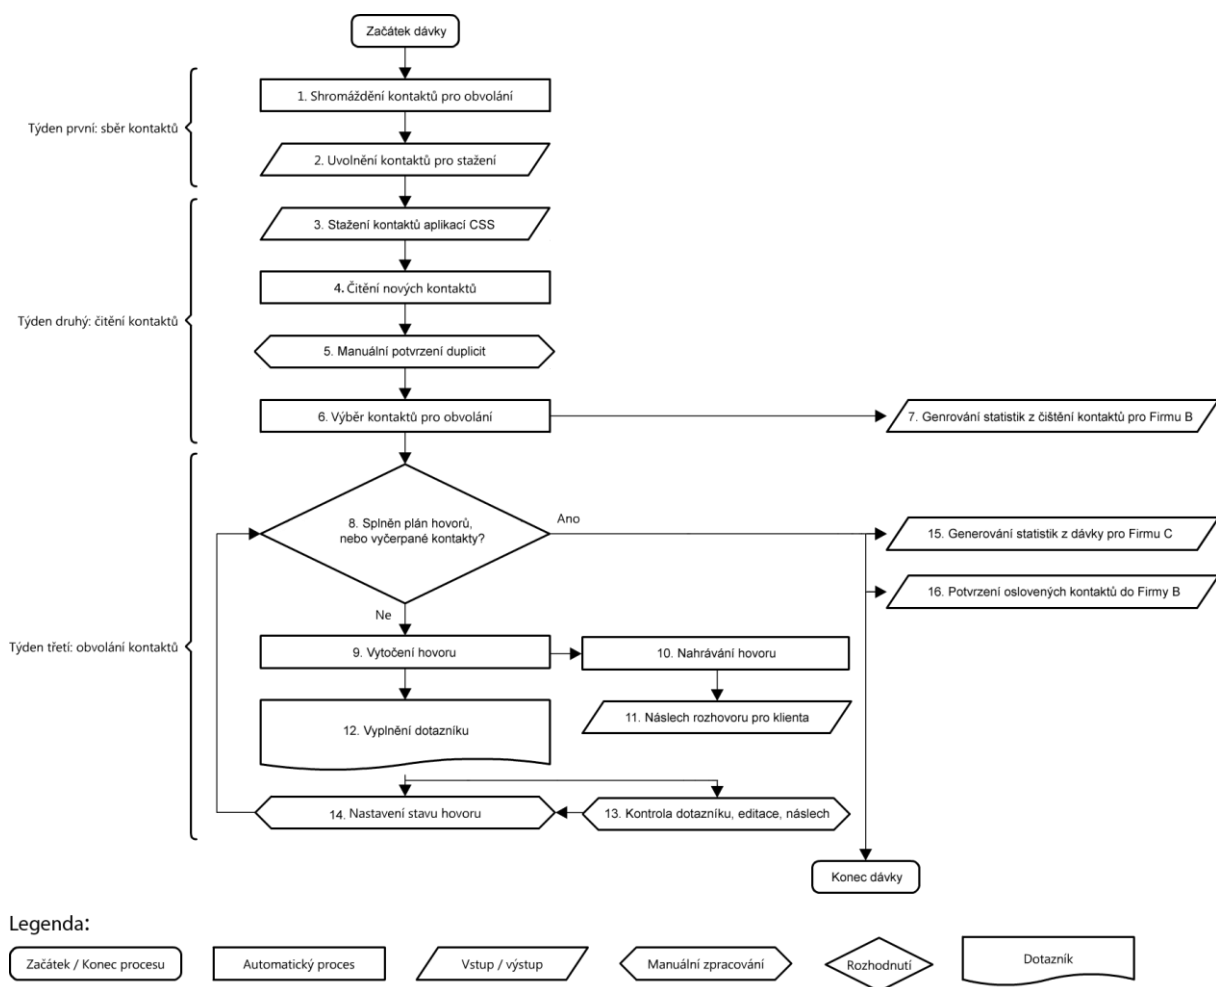 Začátek dávky
1. Shromáždění kontaktů pro obvolání
Týden první: sběr kontaktů
2. Uvolnění kontaktů pro stažení
3. Stažení kontaktů aplikací CSS
4. Čitění nových kontaktů
Týden druhý: čitění kontaktů
5. Manuální potvrzení duplicit
6. Výběr kontaktů pro obvolání
7. Genrování statistik z čištění kontaktů pro Firmu B
8. Splněn plán hovorů,
nebo vyčerpané kontakty?
Ano
15. Generování statistik z dávky pro Firmu C
16. Potvrzení oslovených kontaktů do Firmy B
Ne
Týden třetí: obvolání kontaktů
9. Vytočení hovoru
10. Nahrávání hovoru
11. Náslech rozhovoru pro klienta
12. Vyplnění dotazníku
14. Nastavení stavu hovoru
13. Kontrola dotazníku, editace, náslech
Konec dávky
Legenda:
Začátek / Konec procesu
Automatický proces
Vstup / výstup
Manuální zpracování
Rozhodnutí
Dotazník